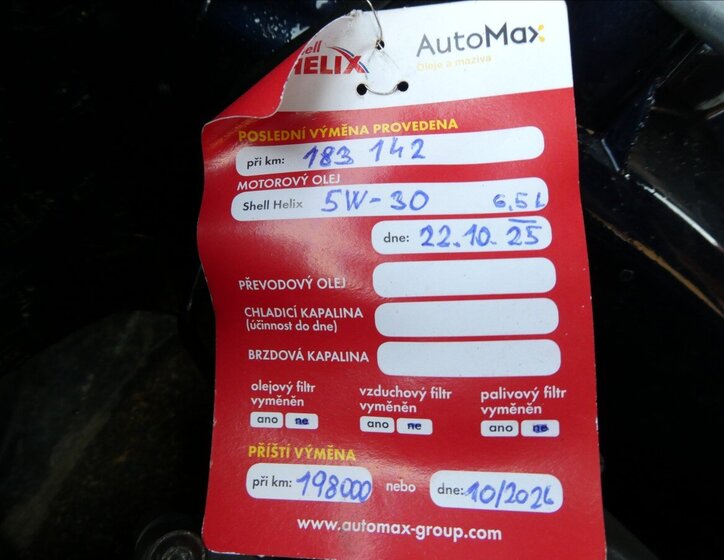 HELIX
AutoMax
Oleje a maziva
POSLEDNÍ VÝMĚNA PROVEDENA
při km: 183 142
MOTOROVÝ OLEJ
Shell Helix 5W-30 6,5L
dne: 22.10.25
PŘEVODOVÝ OLEJ
CHLADICÍ KAPALINA
(účinnost do dne)
BRZDOVÁ KAPALINA
olejový filtr vzduchový filtr palivový filtr
vyměněn vyměněn vyměněn
ano ne ano ne ano ne
PŘÍŠTÍ VÝMĚNA
při km: 198000 nebo dne: 10/2026
www.automax-group.com